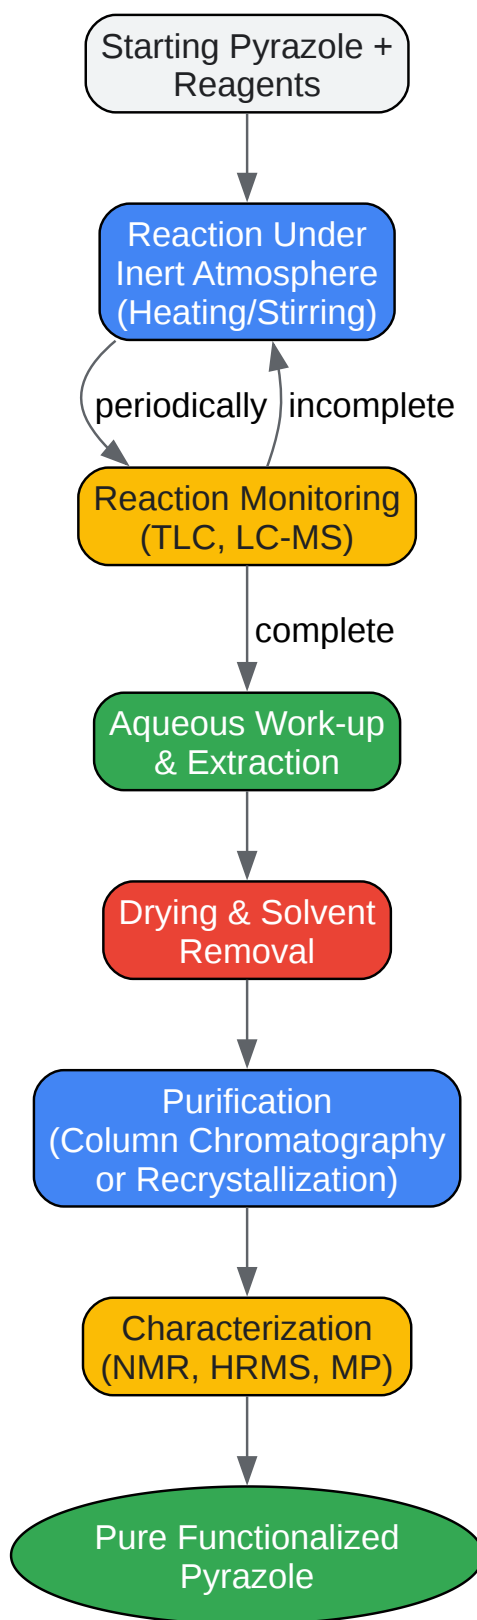 Starting Pyrazole +
Reagents
Reaction Under
Inert Atmosphere
(Heating/Stirring)
periodically
incomplete
Reaction Monitoring
(TLC, LC-MS)
complete
Aqueous Work-up
& Extraction
Drying & Solvent
Removal
Purification
(Column Chromatography
or Recrystallization)
Characterization
(NMR, HRMS, MP)
Pure Functionalized
Pyrazole